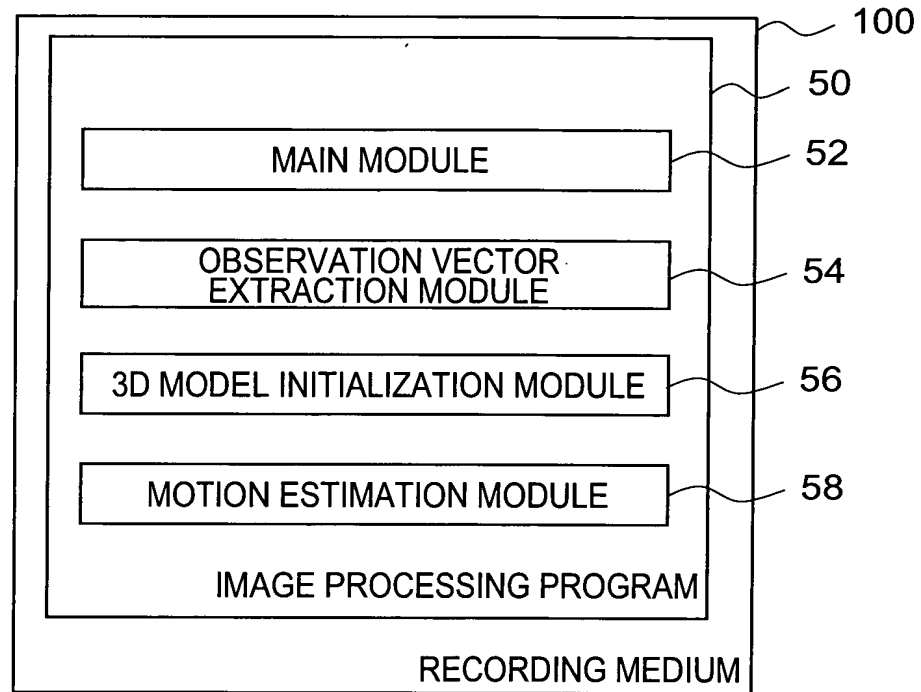 100
50
MAIN MODULE
52
OBSERVATION VECTOR
EXTRACTION MODULE
54
3D MODEL INITIALIZATION MODULE
56
MOTION ESTIMATION MODULE
58
IMAGE PROCESSING PROGRAM
RECORDING MEDIUM